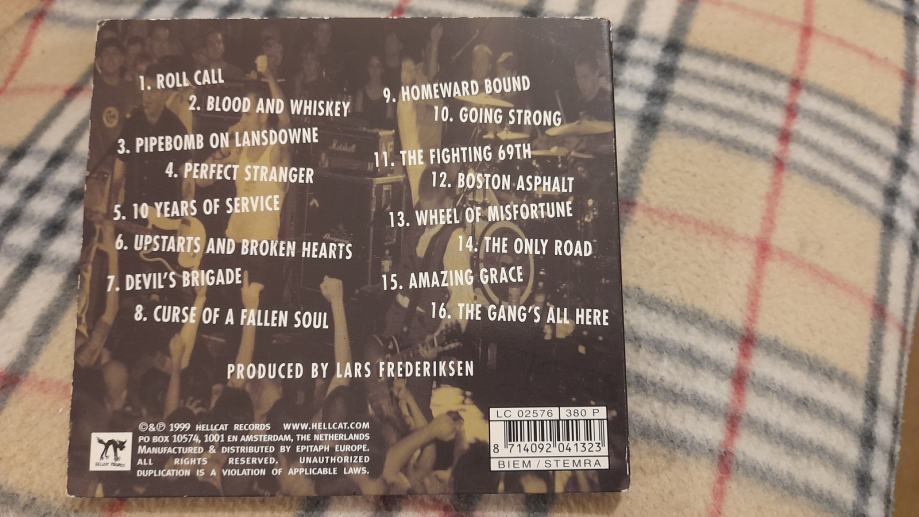 1. ROLL CALL
2. BLOOD AND WHISKEY
3. PIPEBOMB ON LANSDOWNE
4. PERFECT STRANGER
5. 10 YEARS OF SERVICE
6. UPSTARTS AND BROKEN HEARTS
7. DEVIL'S BRIGADE
8. CURSE OF A FALLEN SOUL
9. HOMEWARD BOUND
10. GOING STRONG
11. THE FIGHTING 69TH
12. BOSTON ASPHALT
13. WHEEL OF MISFORTUNE
14. THE ONLY ROAD
15. AMAZING GRACE
16. THE GANG'S ALL HERE
PRODUCED BY LARS FREDERIKSEN
©&℗ 1999 HELLCAT RECORDS WWW.HELLCAT.COM
PO BOX 10574, 1001 EN AMSTERDAM, THE NETHERLANDS
MANUFACTURED & DISTRIBUTED BY EPITAPH EUROPE.
ALL RIGHTS RESERVED. UNAUTHORIZED
DUPLICATION IS A VIOLATION OF APPLICABLE LAWS.
HELLCAT RECORDS
LC 02576 380 P
8 714092 041323
BIEM / STEMRA
Marshall